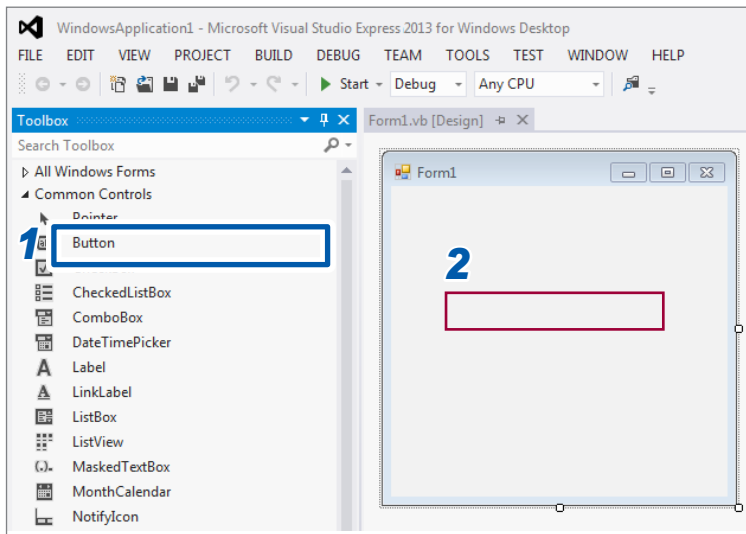 WindowsApplication1 - Microsoft Visual Studio Express 2013 for Windows Desktop
FILE EDIT VIEW PROJECT BUILD DEBUG TEAM TOOLS TEST WINDOW HELP
Start Debug Any CPU
Toolbox
Form1.vb [Design]
Search Toolbox
All Windows Forms
Form1
Common Controls
Pointer
1
Button
2
CheckedListBox
ComboBox
DateTimePicker
Label
LinkLabel
ListBox
ListView
MaskedTextBox
MonthCalendar
NotifyIcon